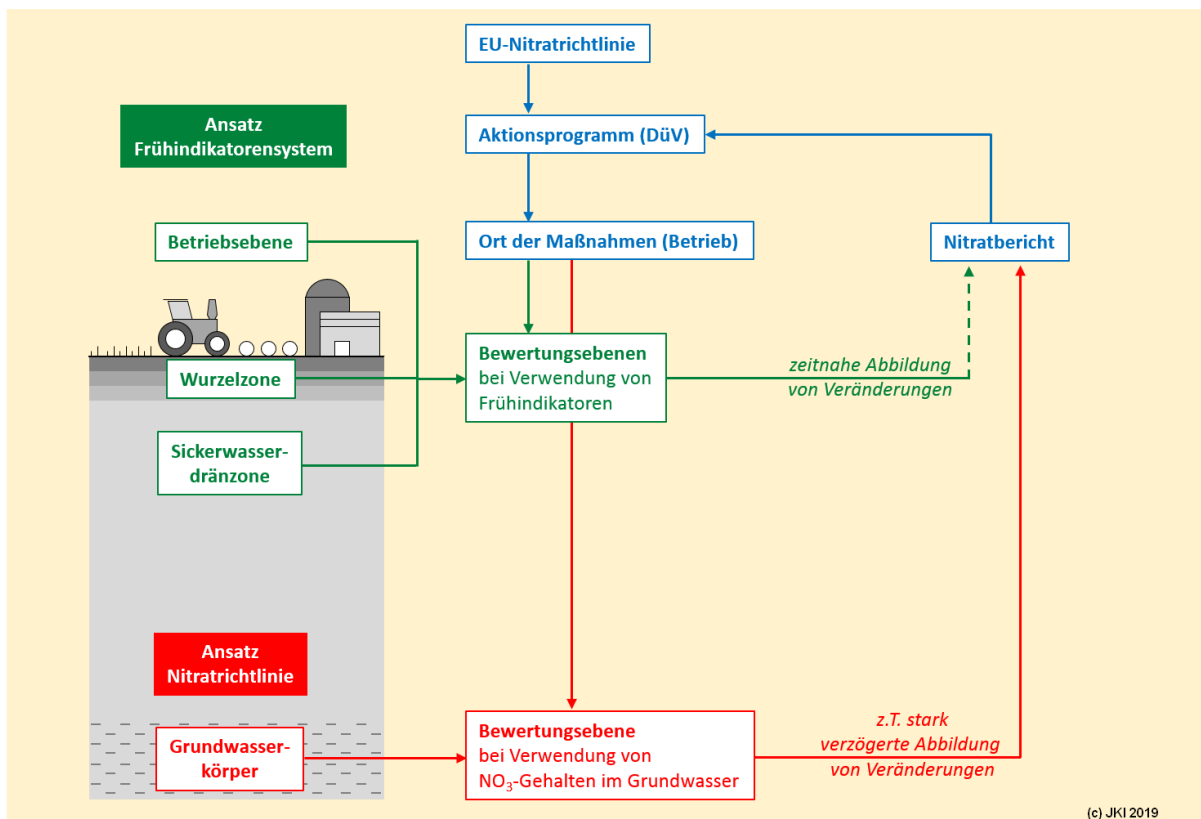 EU-Nitratrichtlinie
Ansatz
Frühindikatorensystem
Aktionsprogramm (DüV)
Betriebsebene
Ort der Maßnahmen (Betrieb)
Nitratbericht
Wurzelzone
Bewertungsebenen
bei Verwendung von
Frühindikatoren
zeitnahe Abbildung
von Veränderungen
Sickerwasser-
dränzone
Ansatz
Nitratrichtlinie
Grundwasser-
körper
Bewertungsebene
bei Verwendung von
NO₃-Gehalten im Grundwasser
z.T. stark
verzögerte Abbildung
von Veränderungen
(c) JKI 2019